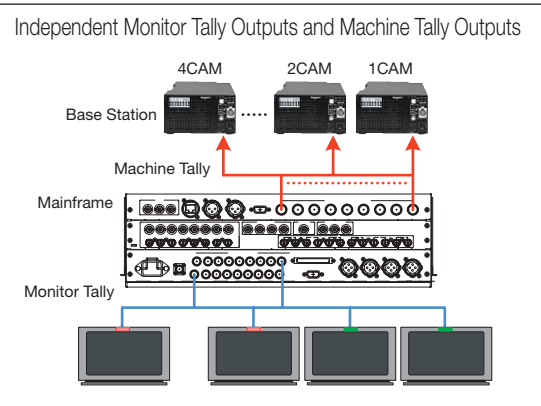 Independent Monitor Tally Outputs and Machine Tally Outputs
4CAM 2CAM 1CAM
Base Station
Machine Tally
Mainframe
Monitor Tally